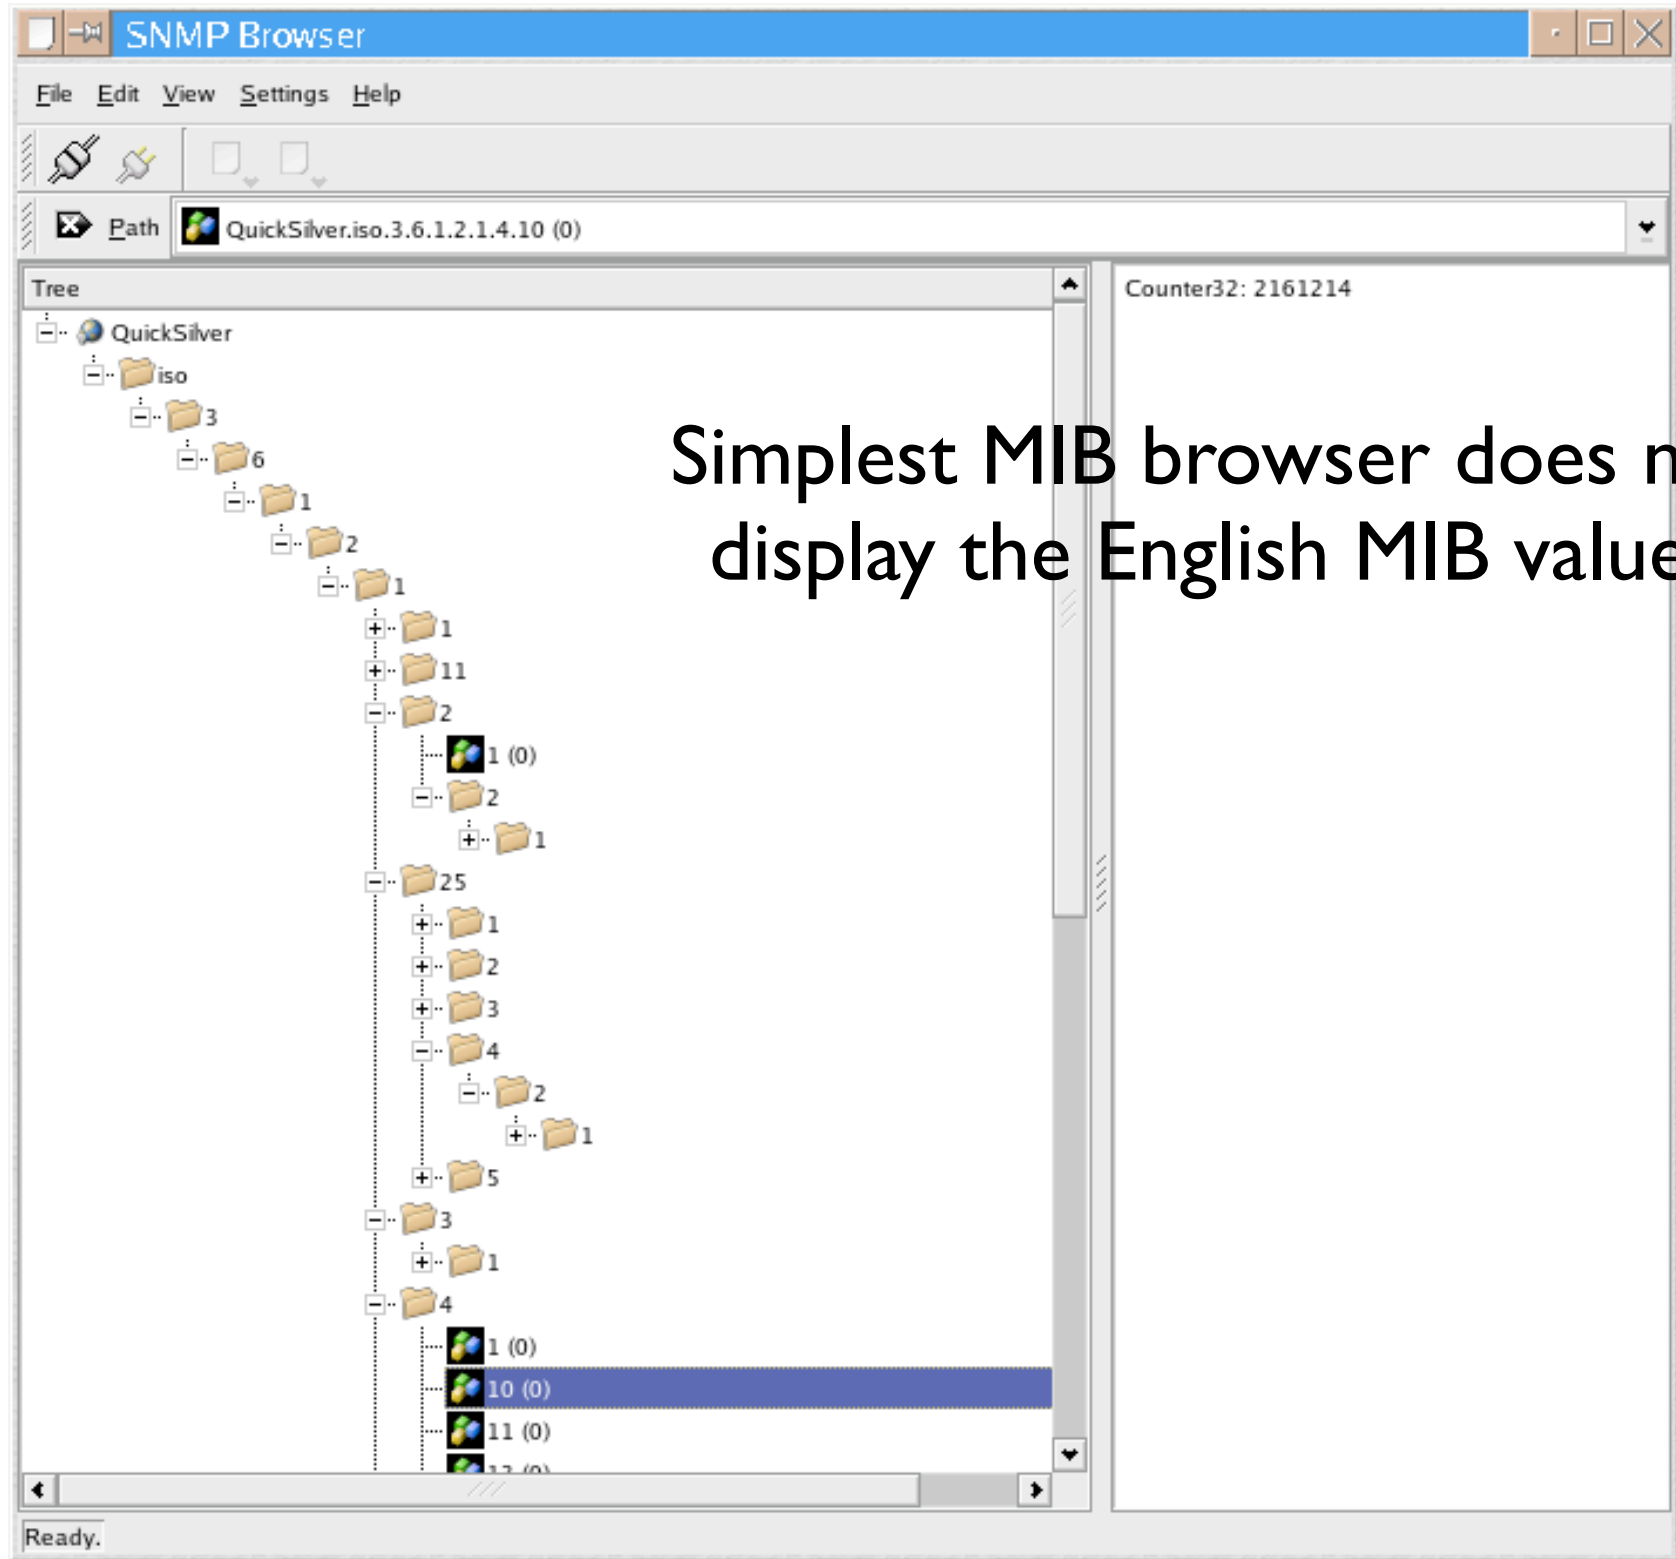 SNMP Browser
File Edit View Settings Help
Path QuickSilver.iso.3.6.1.2.1.4.10 (0)
Tree
Counter32: 2161214
QuickSilver
iso
3
6
Simplest MIB browser does
1
2
display the English MIB value
1
1
11
2
1 (0)
2
1
25
1
2
3
4
2
1
5
3
1
4
1 (0)
10 (0)
11 (0)
12 (0)
Ready.